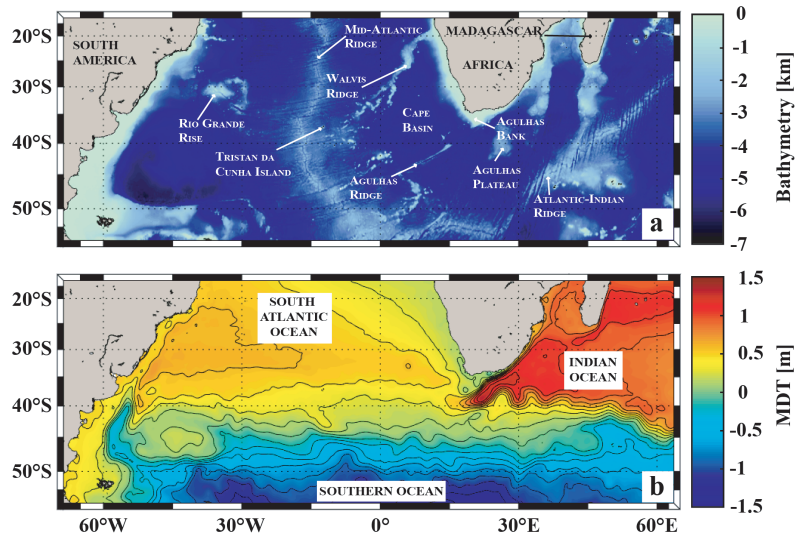 SOUTH
AMERICA
MID-ATLANTIC
RIDGE
MADAGASCAR
AFRICA
WALVIS
RIDGE
RIO GRANDE
RISE
CAPE
BASIN
AGULHAS
BANK
TRISTAN DA
CUNHA ISLAND
AGULHAS
RIDGE
AGULHAS
PLATEAU
ATLANTIC-INDIAN
RIDGE
20°S
30°S
40°S
50°S
a
0
-1
-2
-3
-4
-5
-6
-7
Bathymetry [km]
SOUTH
ATLANTIC
OCEAN
INDIAN
OCEAN
SOUTHERN OCEAN
20°S
30°S
40°S
50°S
b
60°W
30°W
0°
30°E
60°E
1.5
1
0.5
0
-0.5
-1
-1.5
MDT [m]